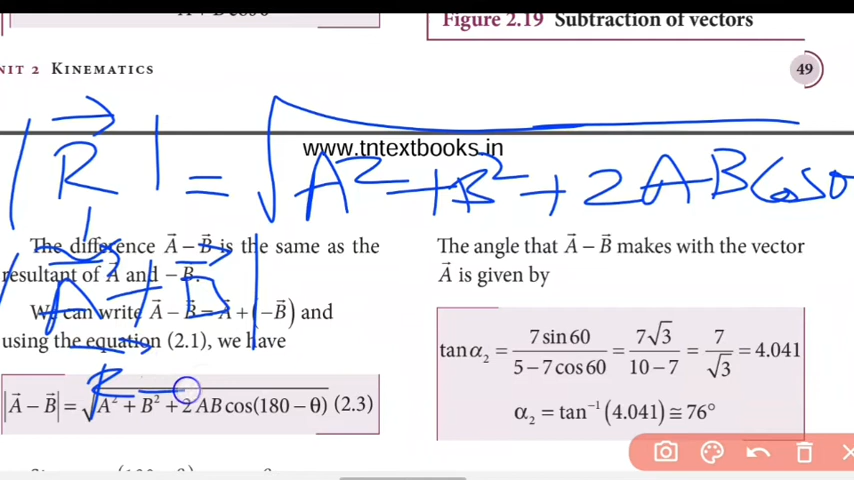 Figure 2.19 Subtraction of vectors
NIT 2 KINEMATICS
49
www.tntextbooks.in
|R⃗| = √A² + B² + 2AB Cosθ
|A⃗ + B⃗|
The difference A⃗ − B⃗ is the same as the
resultant of A⃗ and −B⃗.
We can write A⃗ − B⃗ = A⃗ + (−B⃗) and
using the equation (2.1), we have
R
|A⃗ − B⃗| = √A² + B² + 2 AB cos(180 − θ) (2.3)
The angle that A⃗ − B⃗ makes with the vector
A⃗ is given by
tan α₂ = 7 sin 60 / 5 − 7 cos 60 = 7√3 / 10 − 7 = 7 / √3 = 4.041
α₂ = tan⁻¹ (4.041) ≅ 76°